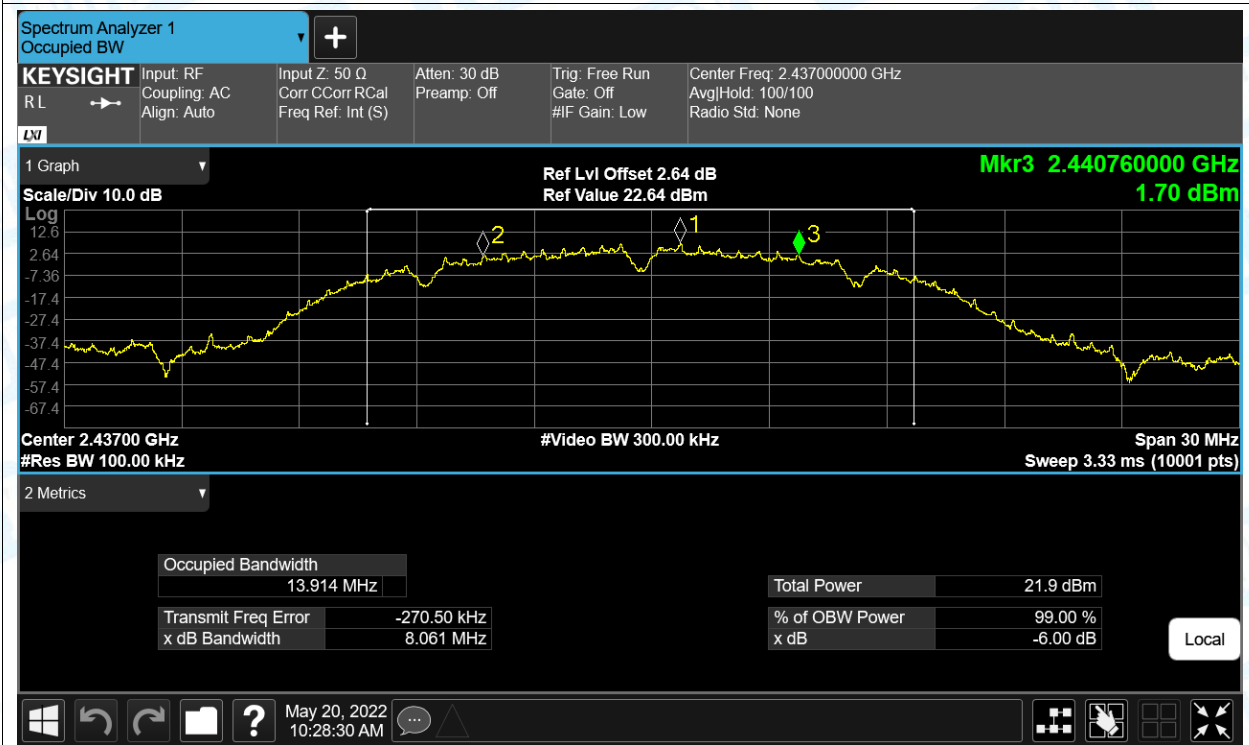 Spectrum Analyzer 1
Occupied BW
+
KEYSIGHT
R L
LXI
Input: RF
Coupling: AC
Align: Auto
Input Z: 50 Ω
Corr CCorr RCal
Freq Ref: Int (S)
Atten: 30 dB
Preamp: Off
Trig: Free Run
Gate: Off
#IF Gain: Low
Center Freq: 2.437000000 GHz
Avg|Hold: 100/100
Radio Std: None
1 Graph
Scale/Div 10.0 dB
Ref Lvl Offset 2.64 dB
Ref Value 22.64 dBm
Mkr3 2.440760000 GHz
1.70 dBm
Log
12.6
2.64
-7.36
-17.4
-27.4
-37.4
-47.4
-57.4
-67.4
2
1
3
Center 2.43700 GHz
#Res BW 100.00 kHz
#Video BW 300.00 kHz
Span 30 MHz
Sweep 3.33 ms (10001 pts)
2 Metrics
Occupied Bandwidth
13.914 MHz
Transmit Freq Error -270.50 kHz
x dB Bandwidth 8.061 MHz
Total Power 21.9 dBm
% of OBW Power 99.00 %
x dB -6.00 dB
Local
?
May 20, 2022
10:28:30 AM